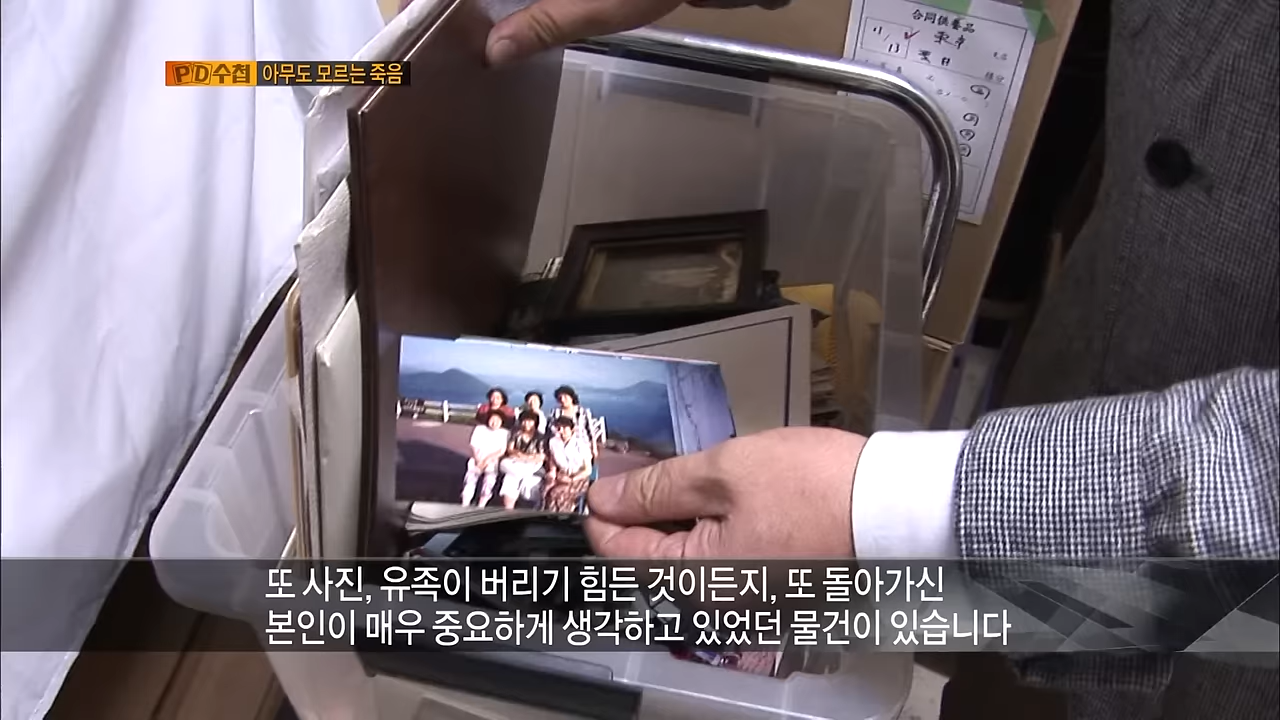 PD수첩 아무도 모르는 죽음
合同供養品
11/13
또 사진, 유족이 버리기 힘든 것이든지, 또 돌아가신
본인이 매우 중요하게 생각하고 있었던 물건이 있습니다